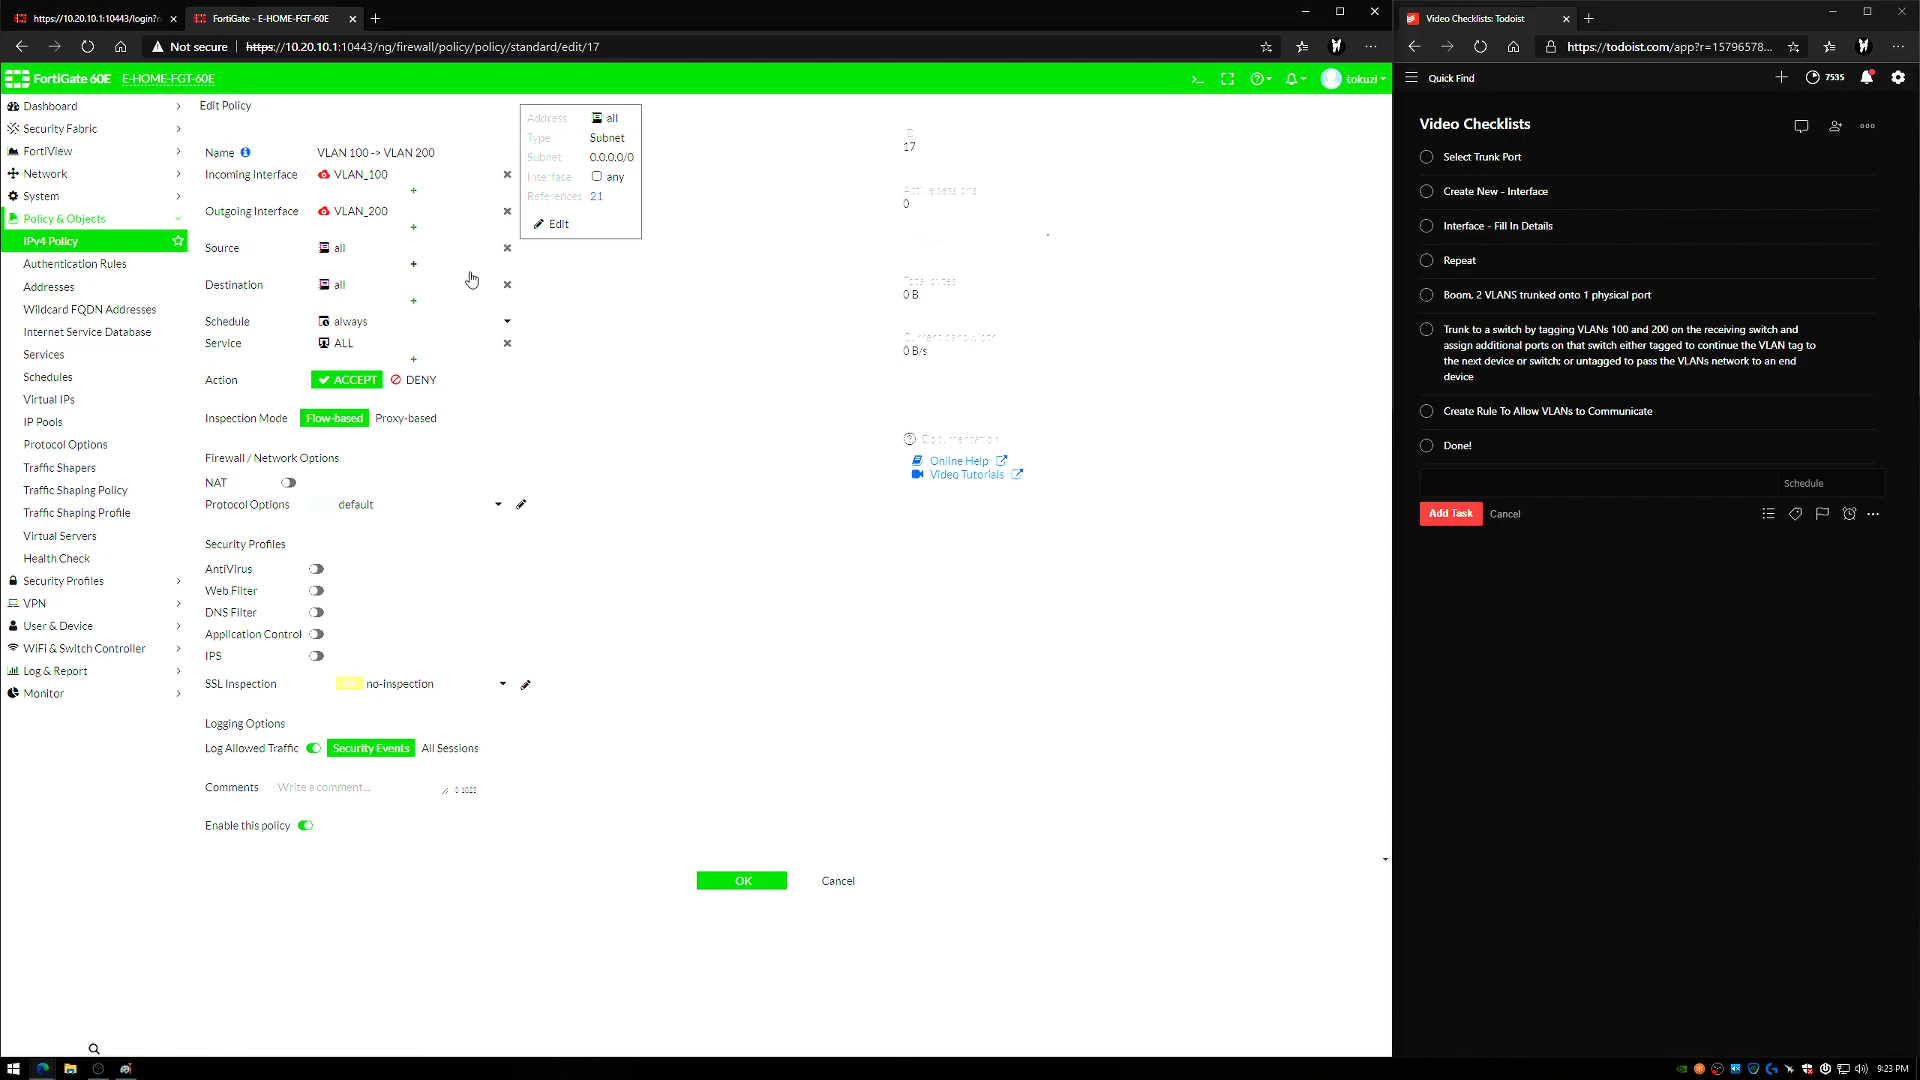 https://10.20.10.1:10443/login?r
FortiGate - E-HOME-FGT-60E
Not secure
https://10.20.10.1:10443/ng/firewall/policy/policy/standard/edit/17
FortiGate 60E
E-HOME-FGT-60E
tokuzi
Dashboard
Security Fabric
FortiView
Network
System
Policy & Objects
IPv4 Policy
Authentication Rules
Addresses
Wildcard FQDN Addresses
Internet Service Database
Services
Schedules
Virtual IPs
IP Pools
Protocol Options
Traffic Shapers
Traffic Shaping Policy
Traffic Shaping Profile
Virtual Servers
Health Check
Security Profiles
VPN
User & Device
WiFi & Switch Controller
Log & Report
Monitor
Edit Policy
Name VLAN 100 -> VLAN 200
Incoming Interface VLAN_100
Outgoing Interface VLAN_200
Source all
Destination all
Schedule always
Service ALL
Action ACCEPT DENY
Inspection Mode Flow-based Proxy-based
Firewall / Network Options
NAT
Protocol Options default
Security Profiles
AntiVirus
Web Filter
DNS Filter
Application Control
IPS
SSL Inspection no-inspection
Logging Options
Log Allowed Traffic Security Events All Sessions
Comments Write a comment...
Enable this policy
OK Cancel
Address all
Type Subnet
Subnet 0.0.0.0/0
Interface any
References 21
Edit
ID
17
Active sessions
0
Total bytes
0 B
Current bandwidth
0 B/s
Documentation
Online Help
Video Tutorials
Video Checklists: Todoist
https://todoist.com/app?r=15796578...
Quick Find
7535
Video Checklists
Select Trunk Port
Create New - Interface
Interface - Fill In Details
Repeat
Boom, 2 VLANS trunked onto 1 physical port
Trunk to a switch by tagging VLANs 100 and 200 on the receiving switch and
assign additional ports on that switch either tagged to continue the VLAN tag to
the next device or switch; or untagged to pass the VLANs network to an end
device
Create Rule To Allow VLANs to Communicate
Done!
Schedule
Add Task Cancel
9:23 PM